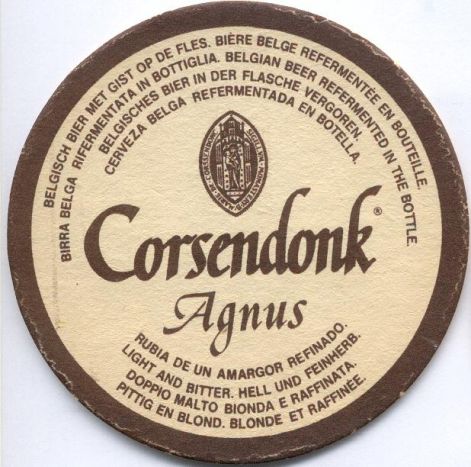 BELGISCH BIER MET GIST OP DE FLES. BIÈRE BELGE REFERMENTÉE EN BOUTEILLE.
BIRRA BELGA RIFERMENTATA IN BOTTIGLIA. BELGIAN BEER REFERMENTED IN THE BOTTLE.
BELGISCHES BIER IN DER FLASCHE VERGOREN.
CERVEZA BELGA REFERMENTADA EN BOTELLA.
Corsendonk®
Agnus
RUBIA DE UN AMARGOR REFINADO.
LIGHT AND BITTER. HELL UND FEINHERB.
DOPPIO MALTO BIONDA E RAFFINATA.
PITTIG EN BLOND. BLONDE ET RAFFINÉE.